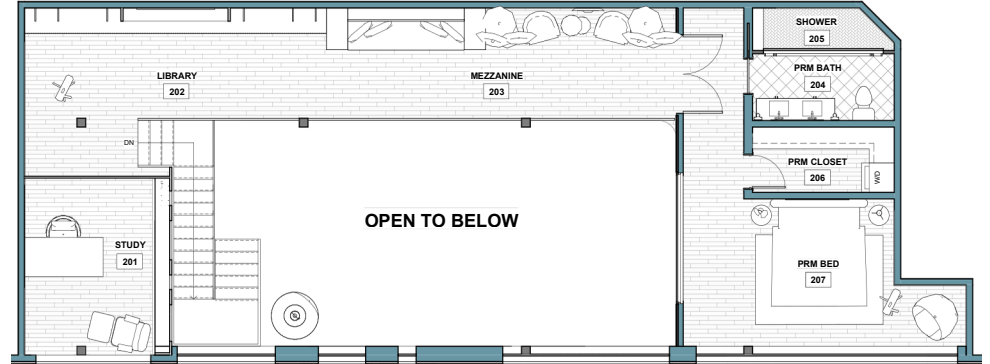 SHOWER
205
LIBRARY
202
MEZZANINE
203
PRM BATH
204
DN
PRM CLOSET
206
W/D
OPEN TO BELOW
STUDY
201
PRM BED
207